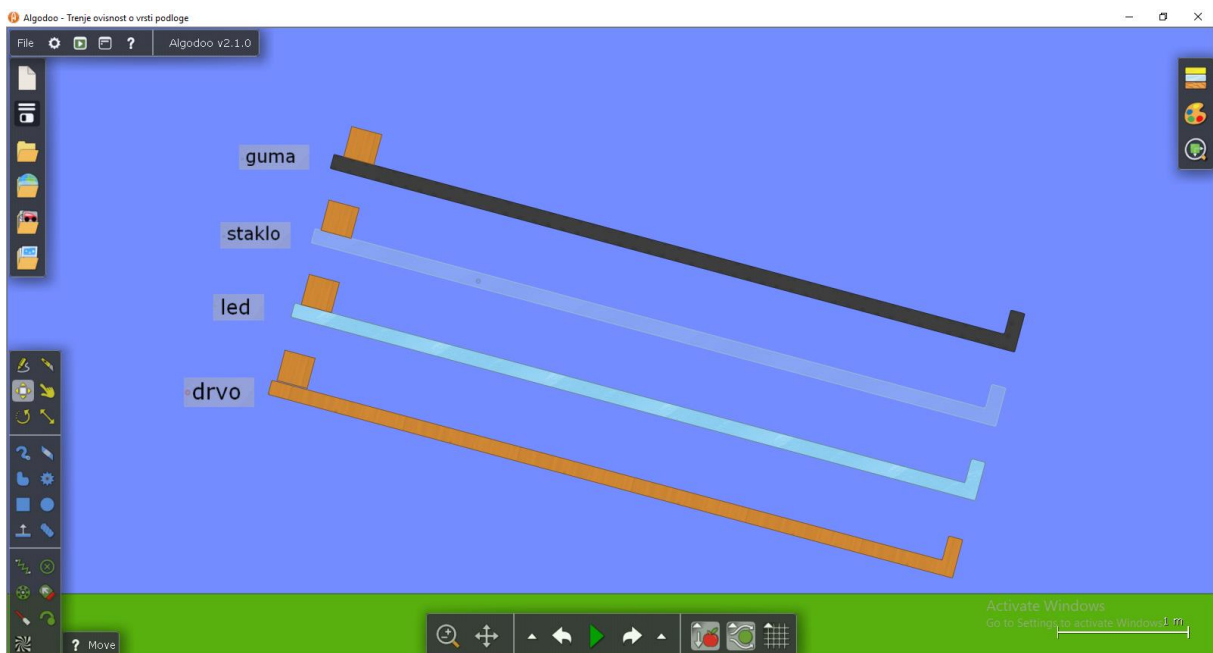 Algodoo - Trenje ovisnost o vrsti podloge
File ? Algodoo v2.1.0
guma
staklo
led
drvo
Activate Windows
Go to Settings to activate Windows.
1 m
? Move